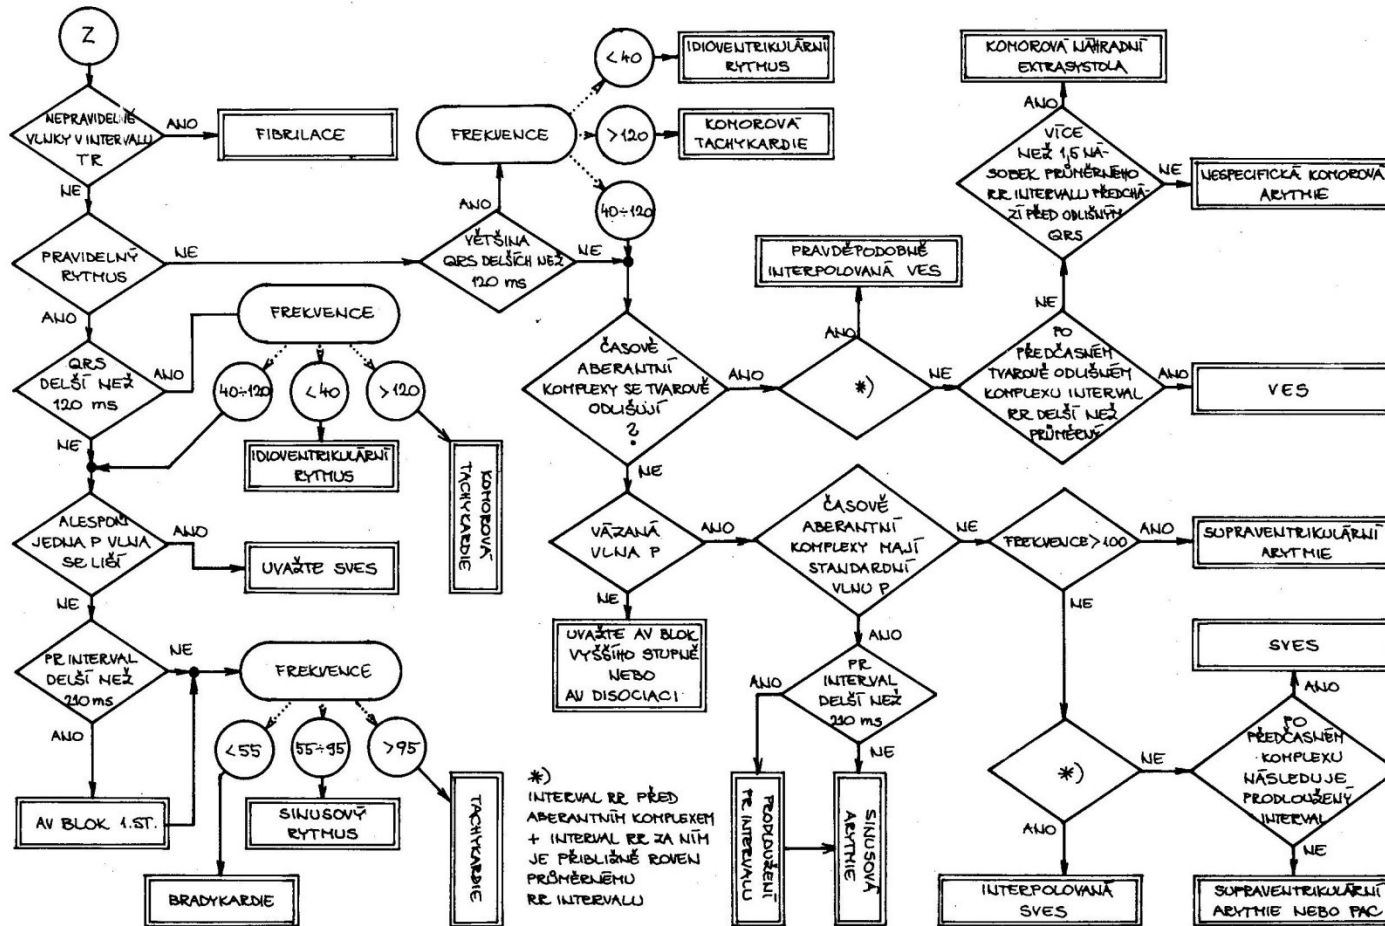 Z
NEPRAVIDELNÉ
VLNKY V INTERVALU
TR
ANO
FIBRILACE
NE
PRAVIDELNÝ
RYTMUS
NE
ANO
QRS
DELŠÍ NEŽ
120 ms
ANO
FREKVENCE
40÷120
<40
>120
IDIOVENTRIKULÁRNÍ
RYTMUS
KOMOROVÁ
TACHYKARDIE
NE
ALESPOŇ
JEDNA P VLNA
SE LIŠÍ
ANO
UVAŽTE SVES
NE
PR INTERVAL
DELŠÍ NEŽ
210 ms
NE
ANO
AV BLOK 1.ST.
FREKVENCE
<55
55÷95
>95
BRADYKARDIE
SINUSOVÝ
RYTMUS
TACHYKARDIE
VĚTŠINA
QRS DELŠÍCH NEŽ
120 ms
ANO
NE
FREKVENCE
<40
>120
40÷120
IDIOVENTRIKULÁRNÍ
RYTMUS
KOMOROVÁ
TACHYKARDIE
ČASOVĚ
ABERANTNÍ
KOMPLEXY SE TVAROVĚ
ODLIŠUJÍ
?
ANO
NE
*)
ANO
PRAVDĚPODOBNĚ
INTERPOLOVANÁ VES
NE
PO
PŘEDČASNÉM
TVAROVĚ ODLIŠNÉM
KOMPLEXU INTERVAL
RR DELŠÍ NEŽ
PRŮMĚRNÝ
ANO
VES
NE
VÍCE
NEŽ 1,5 NÁ-
SOBEK PRŮMĚRNÉHO
RR INTERVALU PŘEDCHÁ-
ZÍ PŘED ODLIŠNÝM
QRS
ANO
KOMOROVÁ NÁHRADNÍ
EXTRASYSTOLA
NE
NESPECIFICKÁ KOMOROVÁ
ARYTMIE
VÁZANÁ
VLNA P
ANO
NE
UVAŽTE AV BLOK
VYŠŠÍHO STUPNĚ
NEBO
AV DISOCIACI
ČASOVĚ
ABERANTNÍ
KOMPLEXY MAJÍ
STANDARDNÍ
VLNU P
NE
ANO
PR
INTERVAL
DELŠÍ NEŽ
210 ms
ANO
NE
PRODLOUŽENÍ
PR INTERVALU
SINUSOVÁ
ARYTMIE
FREKVENCE>100
ANO
SUPRAVENTRIKULÁRNÍ
ARYTMIE
NE
*)
NE
ANO
INTERPOLOVANÁ
SVES
PO
PŘEDČASNÉM
KOMPLEXU
NÁSLEDUJE
PRODLOUŽENÝ
INTERVAL
ANO
SVES
NE
SUPRAVENTRIKULÁRNÍ
ARYTMIE NEBO PAC
*)
INTERVAL RR PŘED
ABERANTNÍM KOMPLEXEM
+ INTERVAL RR ZA NÍM
JE PŘIBLIŽNĚ ROVEN
PRŮMĚRNÉMU
RR INTERVALU